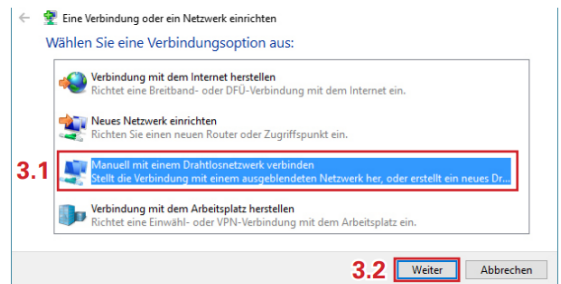 Eine Verbindung oder ein Netzwerk einrichten
Wählen Sie eine Verbindungsoption aus:
Verbindung mit dem Internet herstellen
Richtet eine Breitband- oder DFÜ-Verbindung mit dem Internet ein.
Neues Netzwerk einrichten
Richten Sie einen neuen Router oder Zugriffspunkt ein.
3.1
Manuell mit einem Drahtlosnetzwerk verbinden
Stellt die Verbindung mit einem ausgeblendeten Netzwerk her, oder erstellt ein neues Dr...
Verbindung mit dem Arbeitsplatz herstellen
Richtet eine Einwähl- oder VPN-Verbindung mit dem Arbeitsplatz ein.
3.2 Weiter Abbrechen